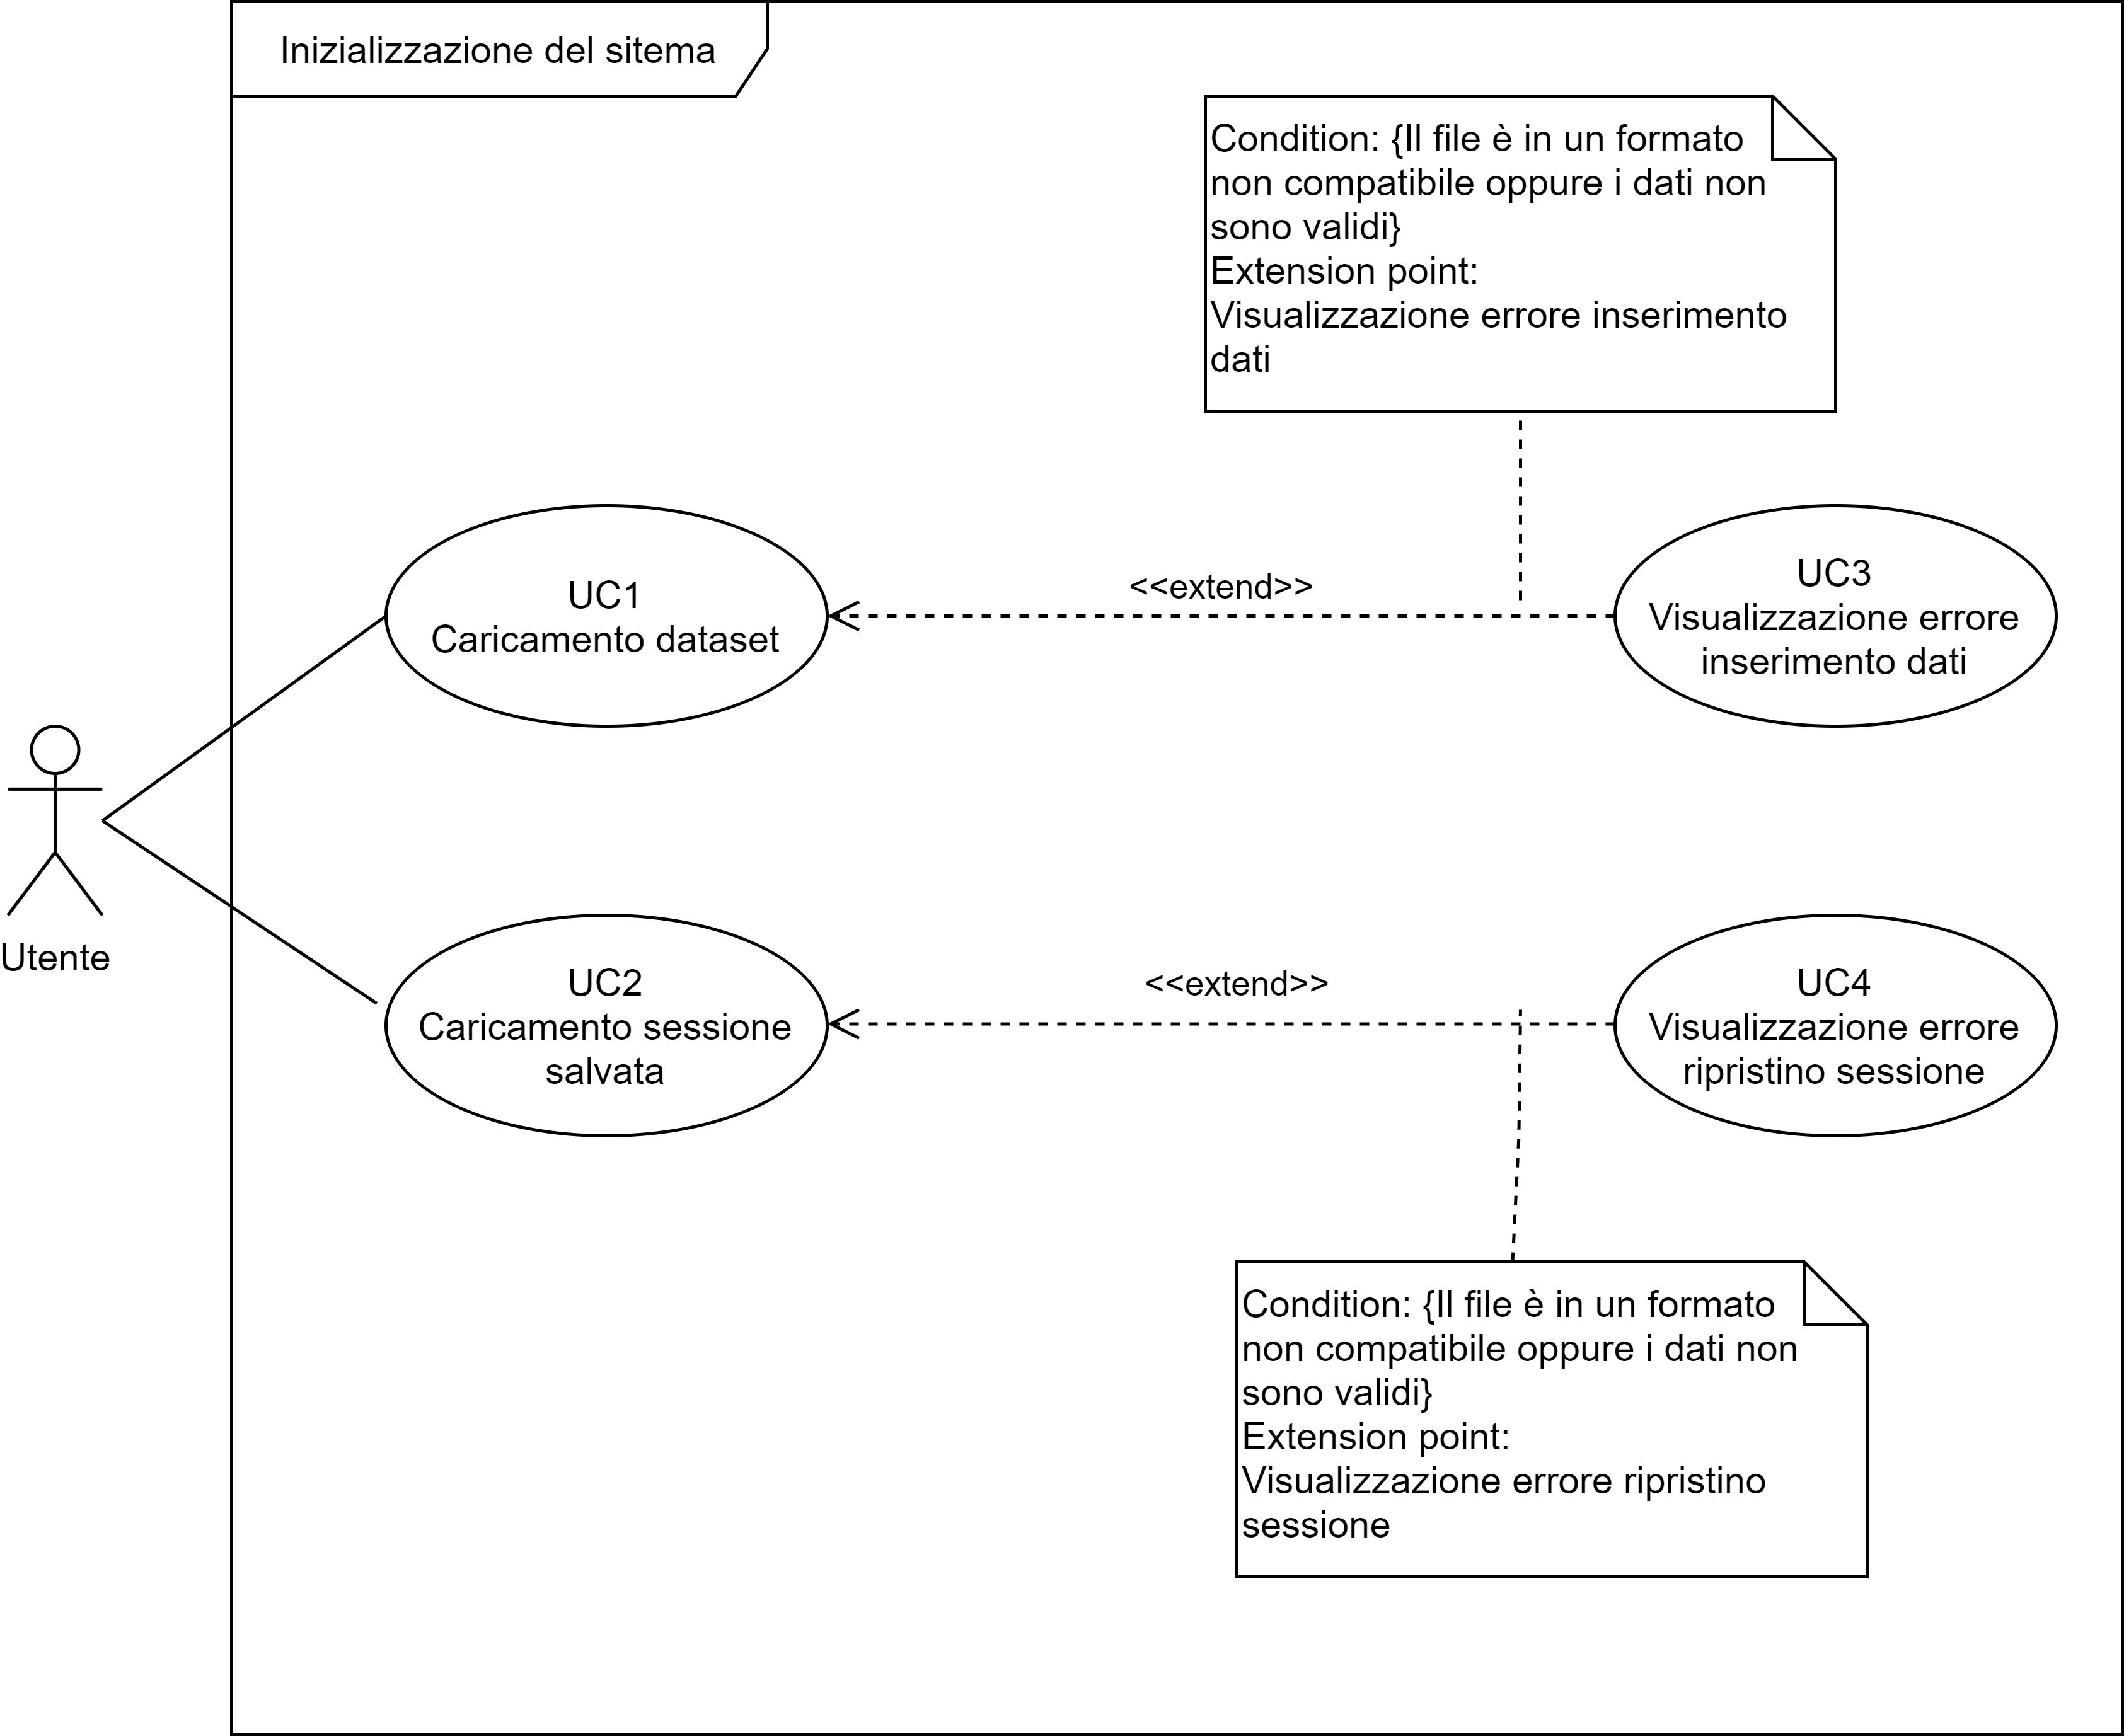 Inizializzazione del sitema
Condition: {Il file è in un formato
non compatibile oppure i dati non
sono validi}
Extension point:
Visualizzazione errore inserimento
dati
UC1
Caricamento dataset
<<extend>>
UC3
Visualizzazione errore
inserimento dati
Utente
UC2
Caricamento sessione
salvata
<<extend>>
UC4
Visualizzazione errore
ripristino sessione
Condition: {Il file è in un formato
non compatibile oppure i dati non
sono validi}
Extension point:
Visualizzazione errore ripristino
sessione